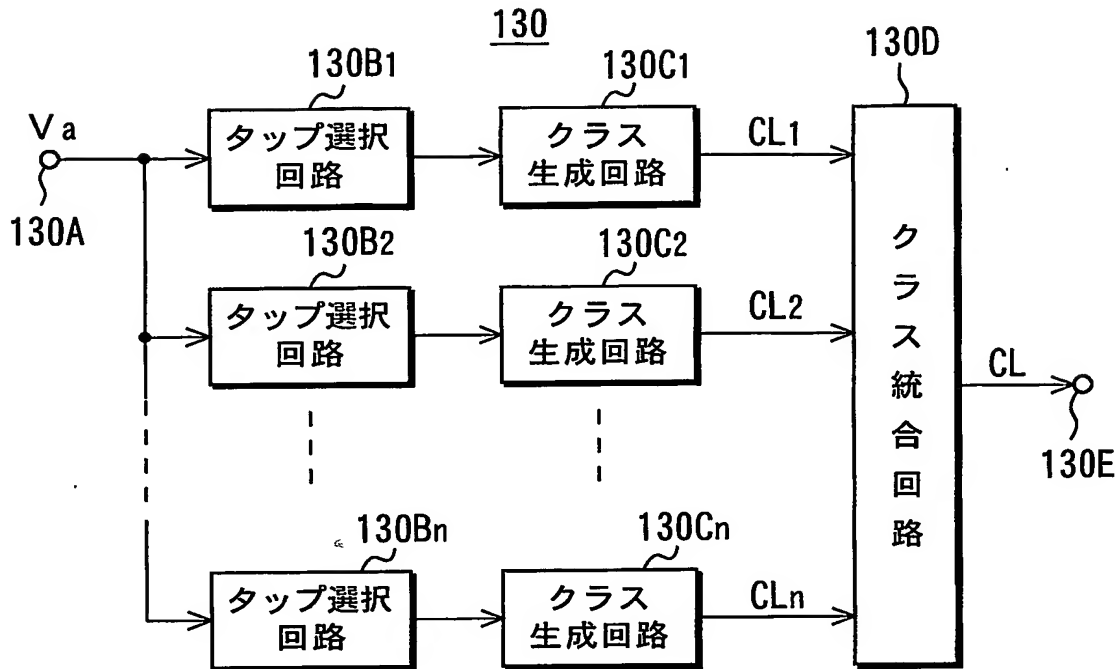 130
130B1
130C1
130D
Va
タップ選択
回路
クラス
生成回路
CL1
130A
130B2
130C2
タップ選択
回路
クラス
生成回路
CL2
クラス統合回路
CL
130E
130Bn
130Cn
タップ選択
回路
クラス
生成回路
CLn